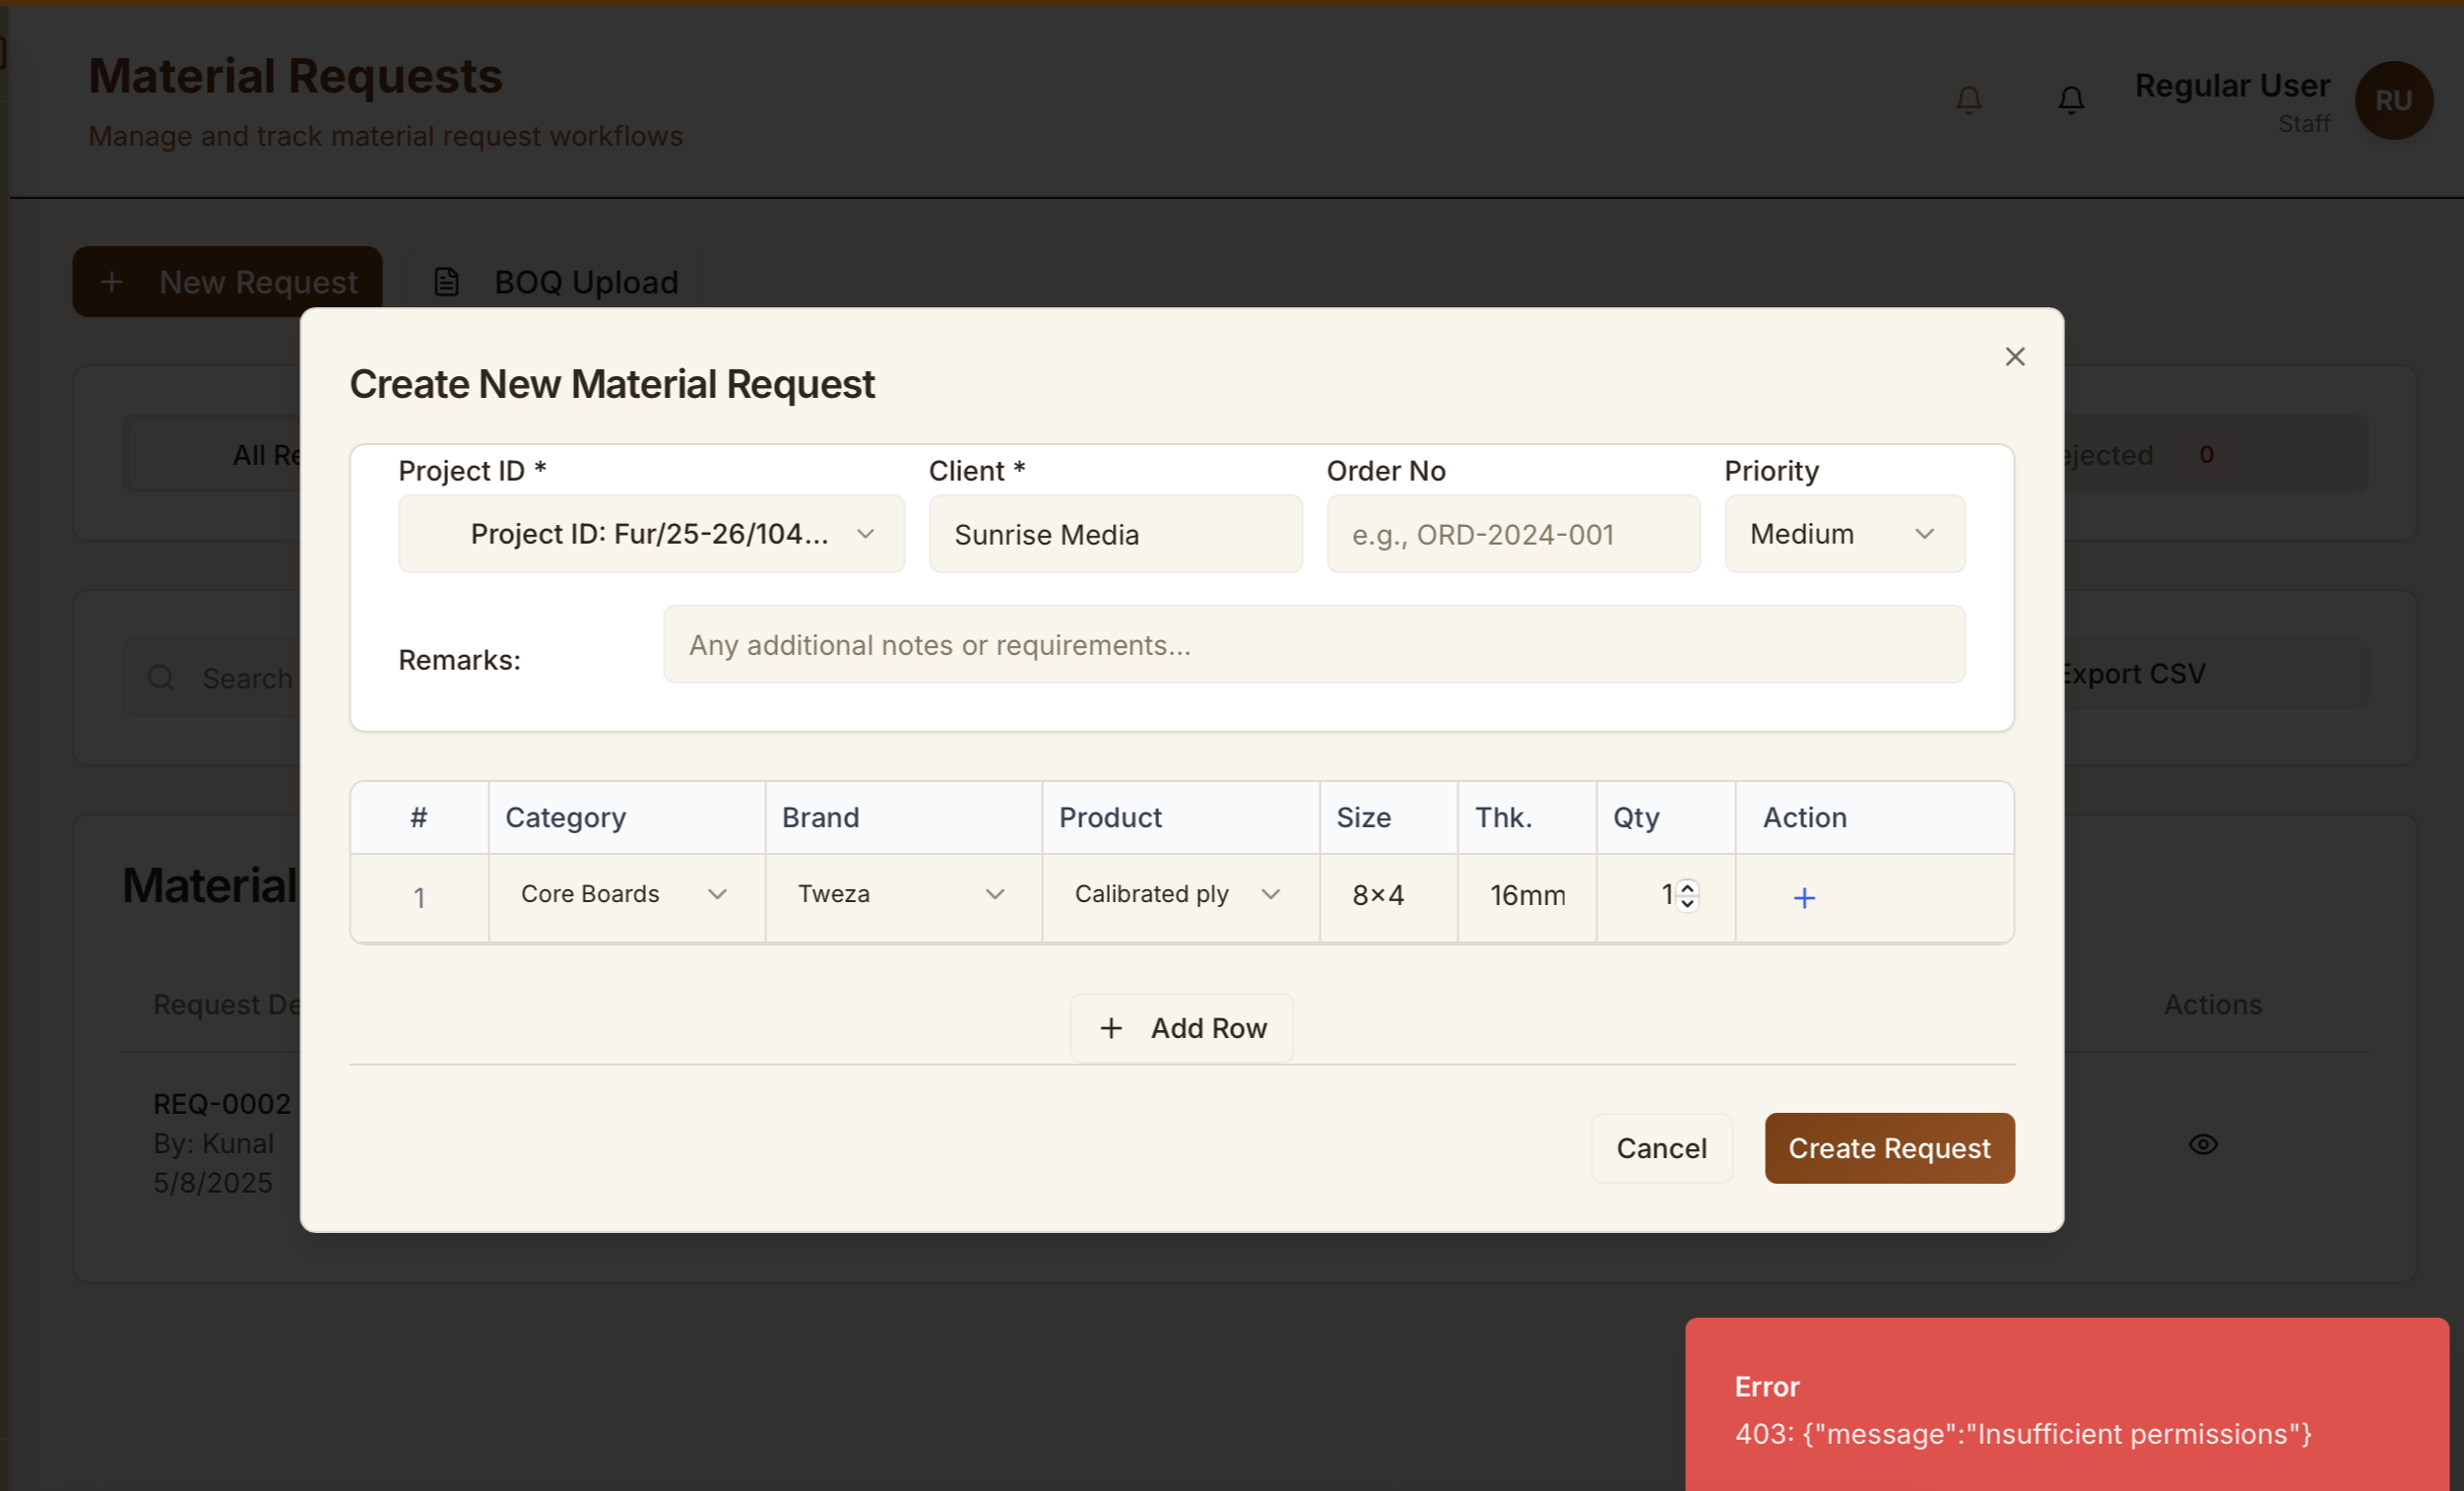 Material Requests
Manage and track material request workflows
Regular User
Staff
RU
New Request
BOQ Upload
Create New Material Request
All Re
ejected 0
Project ID *
Client *
Order No
Priority
Project ID: Fur/25-26/104...
Sunrise Media
e.g., ORD-2024-001
Medium
Remarks:
Any additional notes or requirements...
Search
Export CSV
# Category Brand Product Size Thk. Qty Action
1 Core Boards Tweza Calibrated ply 8×4 16mm 1
Material
Add Row
Request De
Actions
REQ-0002
By: Kunal
5/8/2025
Cancel
Create Request
Error
403: {"message":"Insufficient permissions"}